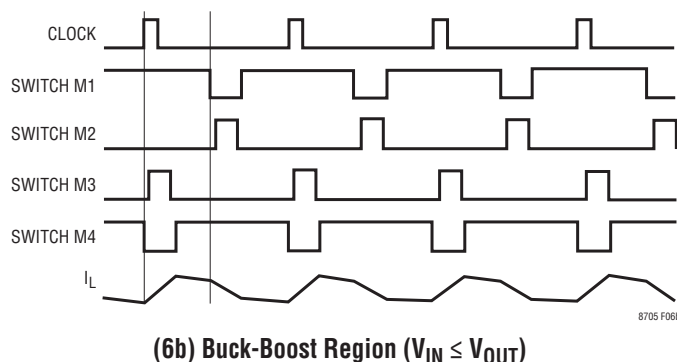 CLOCK
SWITCH M1
SWITCH M2
SWITCH M3
SWITCH M4
IL
8705 F06
(6b) Buck-Boost Region (VIN ≤ VOUT)